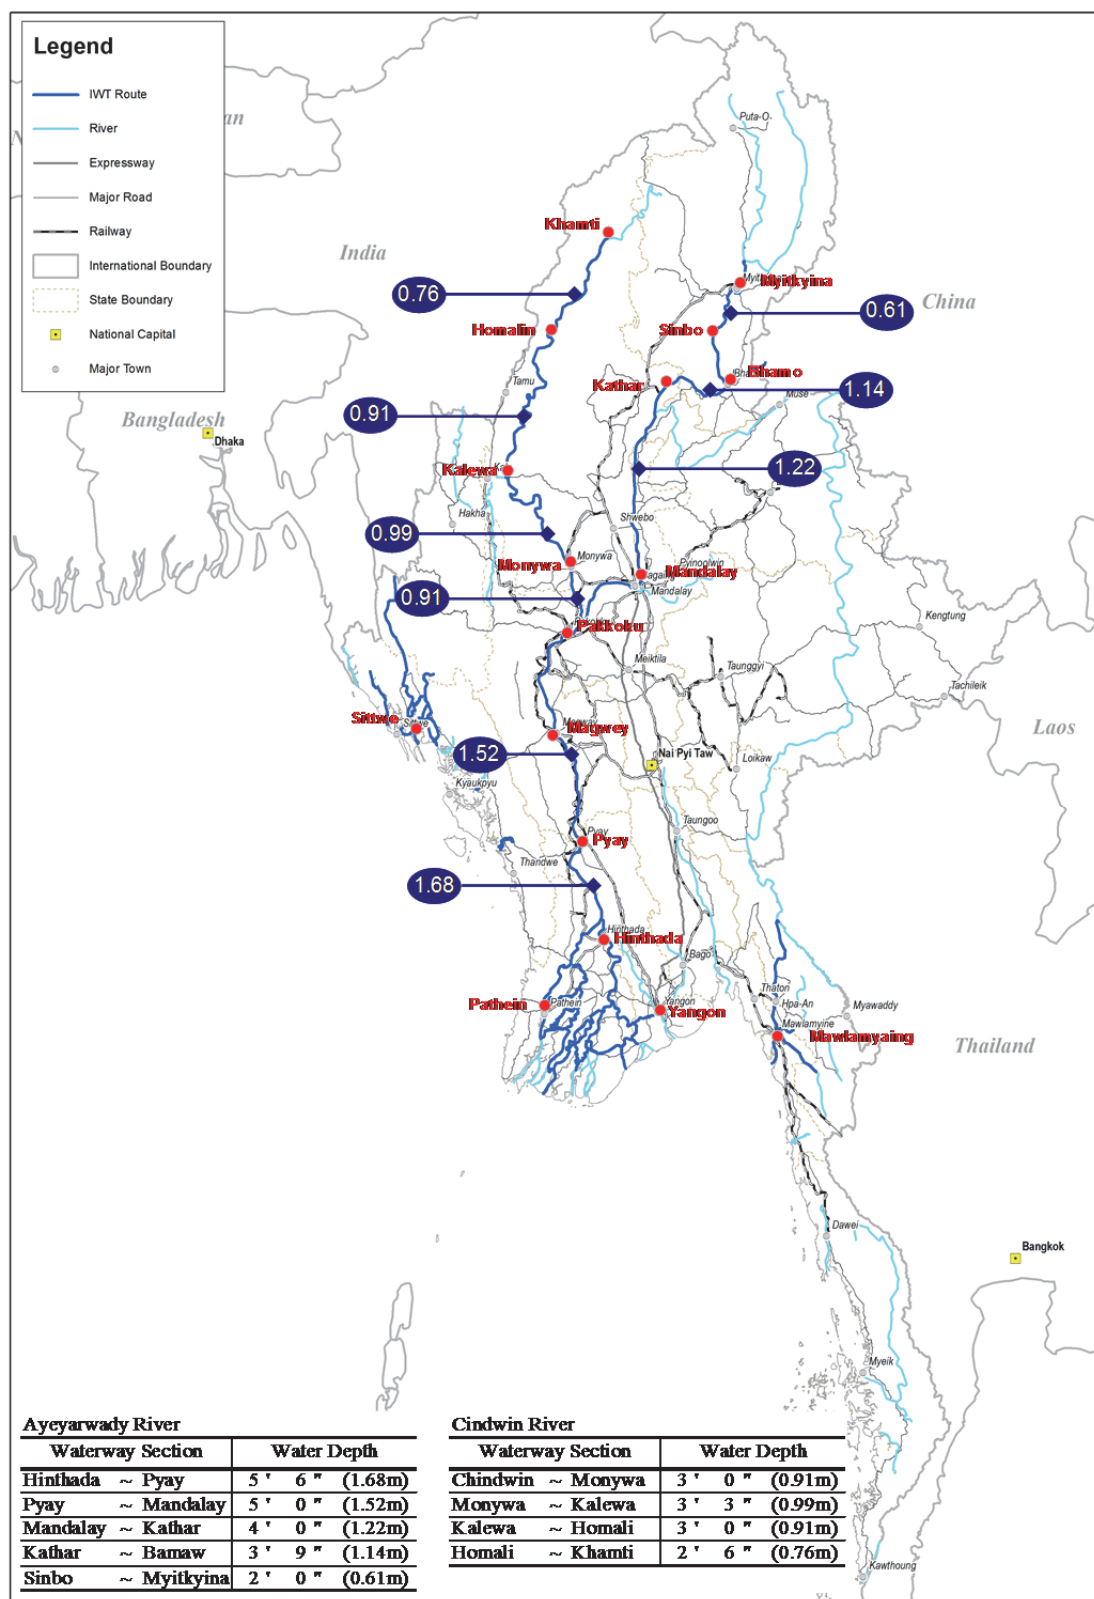 Legend
IWT Route
River
Expressway
Major Road
Railway
International Boundary
State Boundary
National Capital
Major Town
N
an
India
China
Bangladesh
Dhaka
Laos
Thailand
Bangkok
Puta-O
Khamti
0.76
Myitkyina
0.61
Homalin
Sinbo
Tamu
Kathar
Bhamo
1.14
Muse
0.91
Kalewa
1.22
Hakha
0.99
Shwebo
Monywa
Monywa
Pyinoolwin
Mandalay
Mandalay
0.91
Pakkoku
Kengtung
Meiktila
Taunggyi
Tachileik
Sittwe
Magwey
1.52
Nai Pyi Taw
Loikaw
Kyaukpyu
Taungoo
Pyay
Pyay
Thandwe
1.68
Hinthada
Hinthada
Bago
Pathein
Pathein
Yangon
Yangon
Thaton
Hpa-An
Myawaddy
Mawlamyine
Mawlamyaing
Dawei
Myeik
Kawthoung
Ayeyarwady River
Waterway Section Water Depth
Hinthada ~ Pyay 5 ' 6 " (1.68m)
Pyay ~ Mandalay 5 ' 0 " (1.52m)
Mandalay ~ Kathar 4 ' 0 " (1.22m)
Kathar ~ Bamaw 3 ' 9 " (1.14m)
Sinbo ~ Myitkyina 2 ' 0 " (0.61m)
Cindwin River
Waterway Section Water Depth
Chindwin ~ Monywa 3 ' 0 " (0.91m)
Monywa ~ Kalewa 3 ' 3 " (0.99m)
Kalewa ~ Homali 3 ' 0 " (0.91m)
Homali ~ Khamti 2 ' 6 " (0.76m)